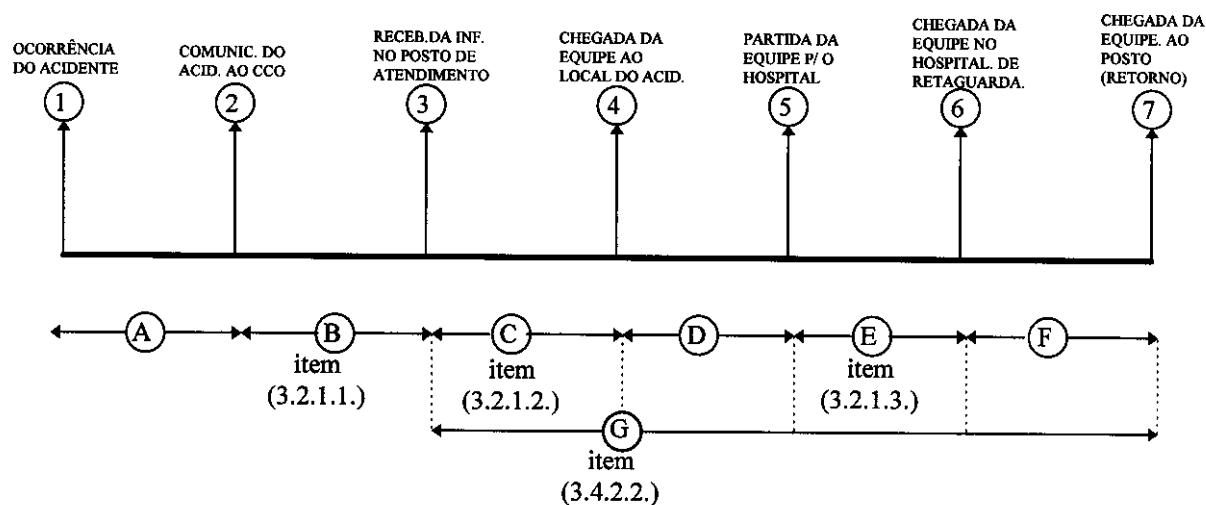 OCORRÊNCIA
DO ACIDENTE
1
COMUNIC. DO
ACID. AO CCO
2
RECEB.DA INF.
NO POSTO DE
ATENDIMENTO
3
CHEGADA DA
EQUIPE AO
LOCAL DO ACID.
4
PARTIDA DA
EQUIPE P/ O
HOSPITAL
5
CHEGADA DA
EQUIPE NO
HOSPITAL. DE
RETAGUARDA.
6
CHEGADA DA
EQUIPE. AO
POSTO
(RETORNO)
7
A
B
item
(3.2.1.1.)
C
item
(3.2.1.2.)
D
E
item
(3.2.1.3.)
F
G
item
(3.4.2.2.)